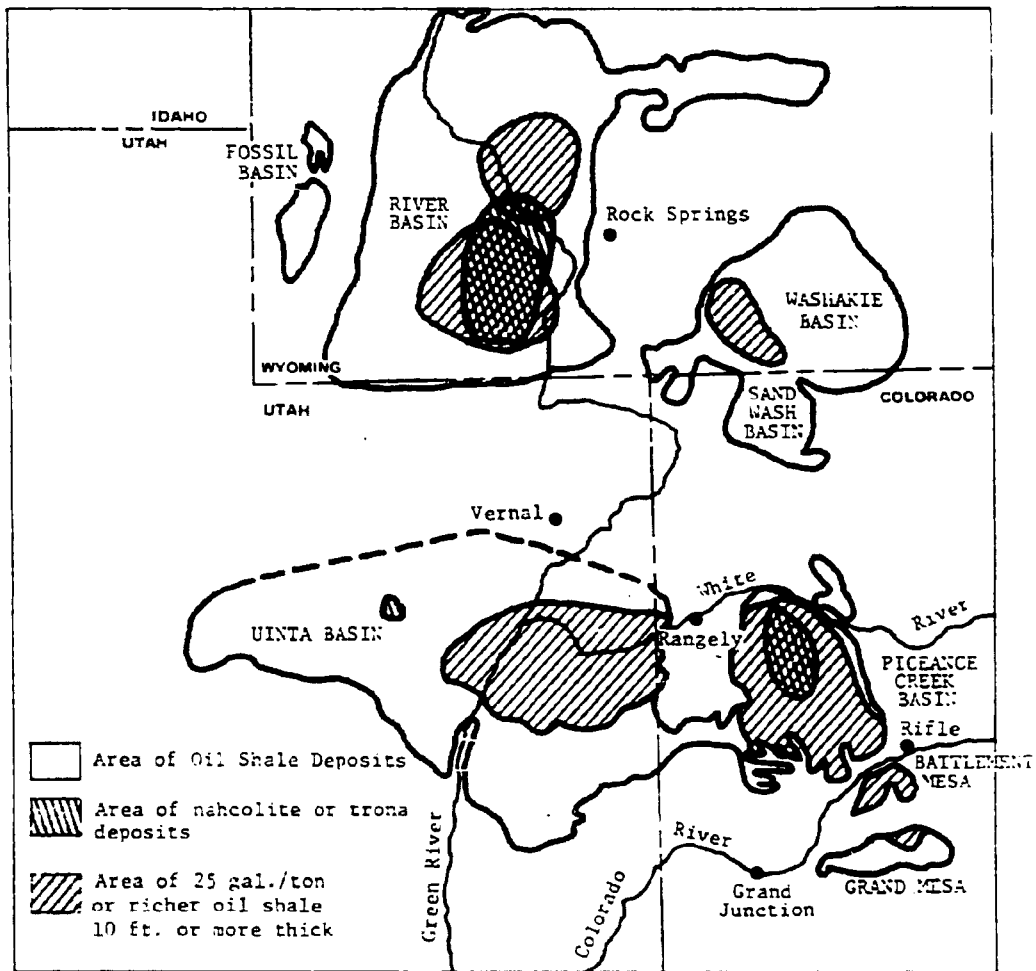 IDAHO
UTAH
FOSSIL
BASIN
RIVER
BASIN
Rock Springs
WASHAKIE
BASIN
WYOMING
UTAH
COLORADO
SAND
WASH
BASIN
Vernal
White
River
UINTA BASIN
Rangely
PICEANCE
CREEK
BASIN
Rifle
BATTLEMENT
MESA
Area of Oil Shale Deposits
Area of nahcolite or trona
deposits
Area of 25 gal./ton
or richer oil shale
10 ft. or more thick
Green River
Colorado
River
Grand
Junction
GRAND MESA